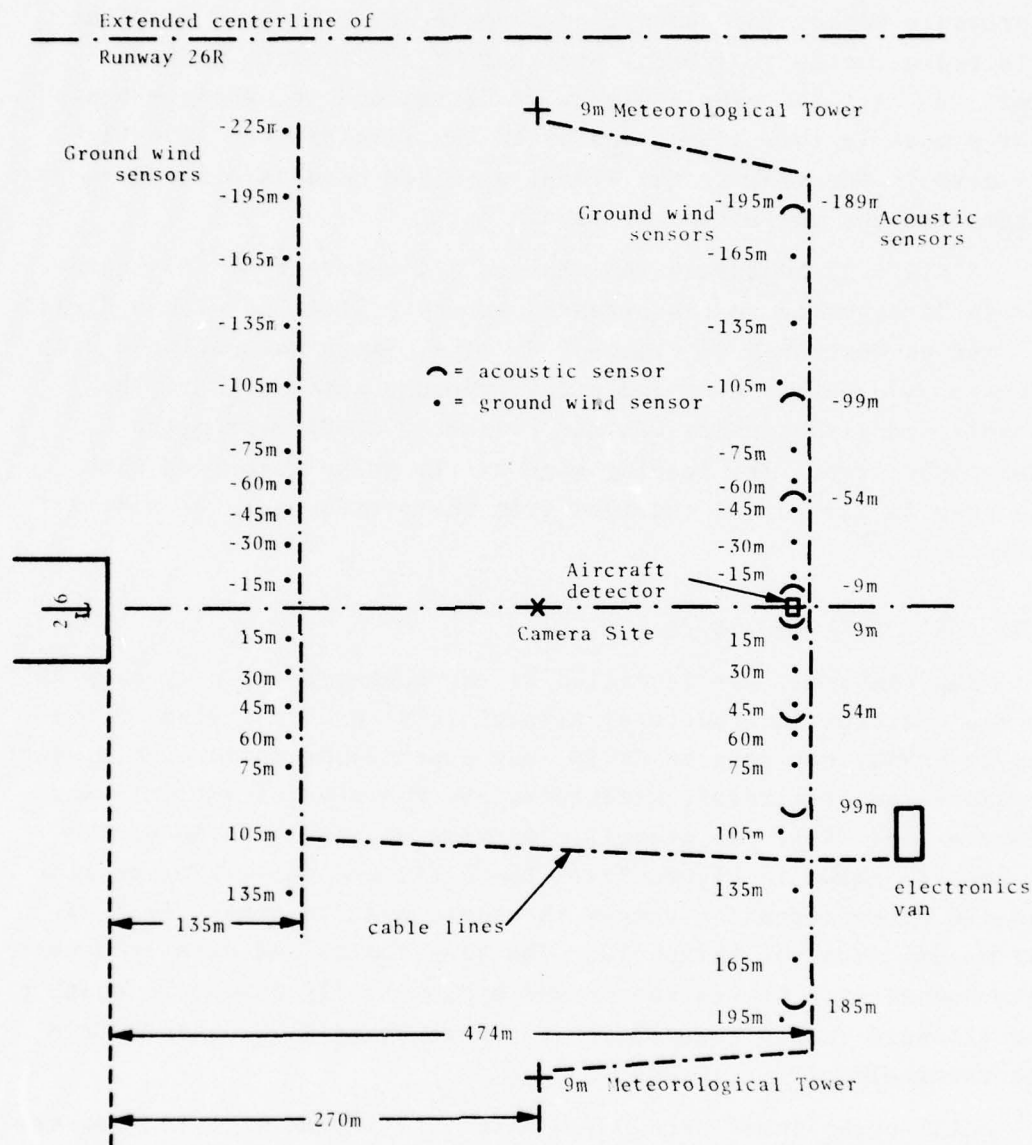 Extended centerline of
Runway 26R
9m Meteorological Tower
-225m
Ground wind
sensors
-195m
-165m
-135m
-105m
-75m
-60m
-45m
-30m
-15m
15m
30m
45m
60m
75m
105m
135m
-195m
-189m
Ground wind
sensors
Acoustic
sensors
-165m
-135m
= acoustic sensor
= ground wind sensor
-105m
-99m
-75m
-60m
-54m
-45m
-30m
-15m
Aircraft
detector
-9m
26
L
Camera Site
9m
15m
30m
45m
54m
60m
75m
99m
105m
135m
electronics
van
cable lines
135m
165m
185m
195m
474m
9m Meteorological Tower
270m